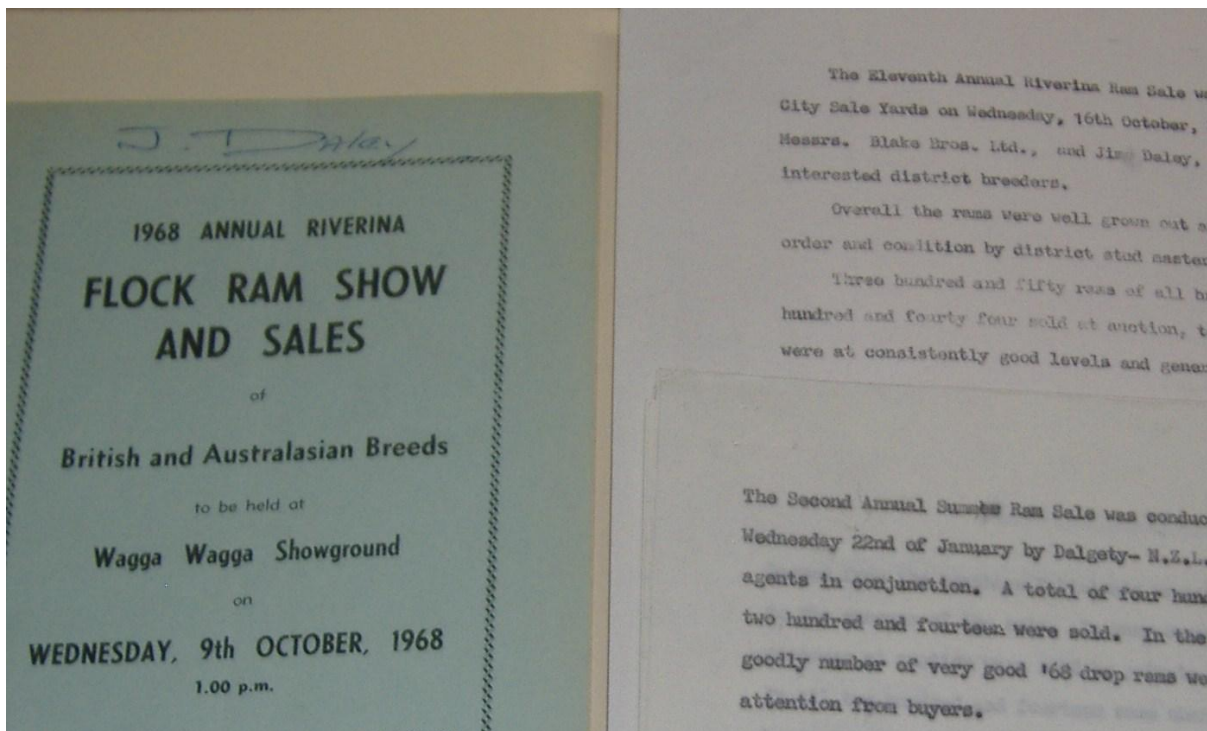 J. Daley
1968 ANNUAL RIVERINA
FLOCK RAM SHOW
AND SALES
of
British and Australasian Breeds
to be held at
Wagga Wagga Showground
on
WEDNESDAY, 9th OCTOBER, 1968
1.00 p.m.
The Eleventh Annual Riverina Ram Sale
City Sale Yards on Wednesday, 16th October,
Messrs. Blake Bros. Ltd., and Jim Daley,
interested district breeders.
Overall the rams were well grown out
order and condition by district stud
Three hundred and fifty rams of all
hundred and fourty four sold at auction,
were at consistently good levels and
The Second Annual Ram Sale was
Wednesday 22nd of January by Dalgety- N.Z.L.
agents in conjunction. A total of four
two hundred and fourteen were sold. In the
goodly number of very good '68 drop rams
attention from buyers.